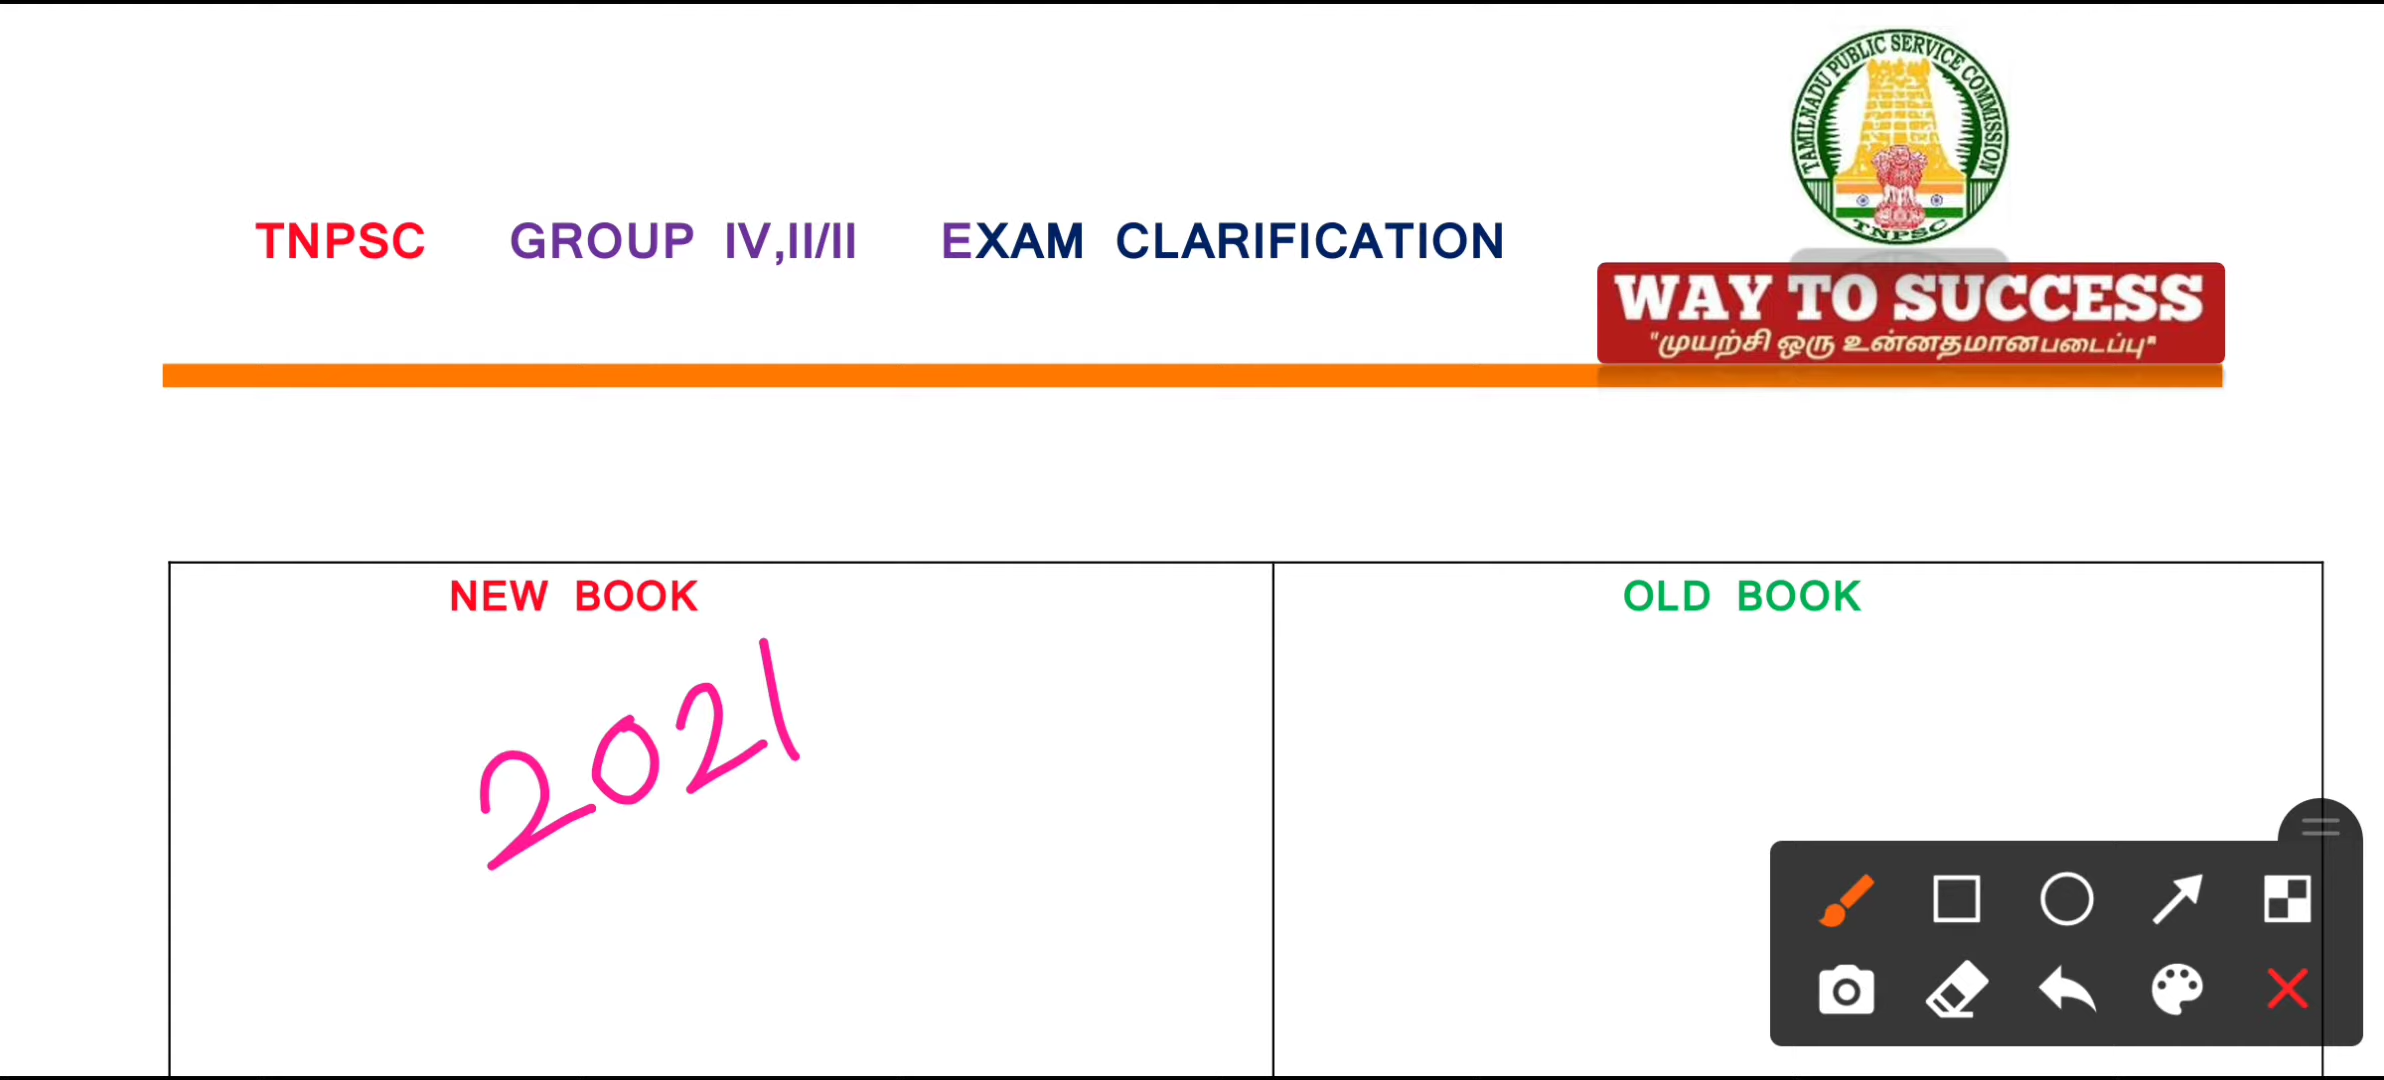 TAMILNADU PUBLIC SERVICE COMMISSION
TNPSC
TNPSC GROUP IV,II/II EXAM CLARIFICATION
WAY TO SUCCESS
"முயற்சி ஒரு உன்னதமான படைப்பு"
NEW BOOK
OLD BOOK
2021